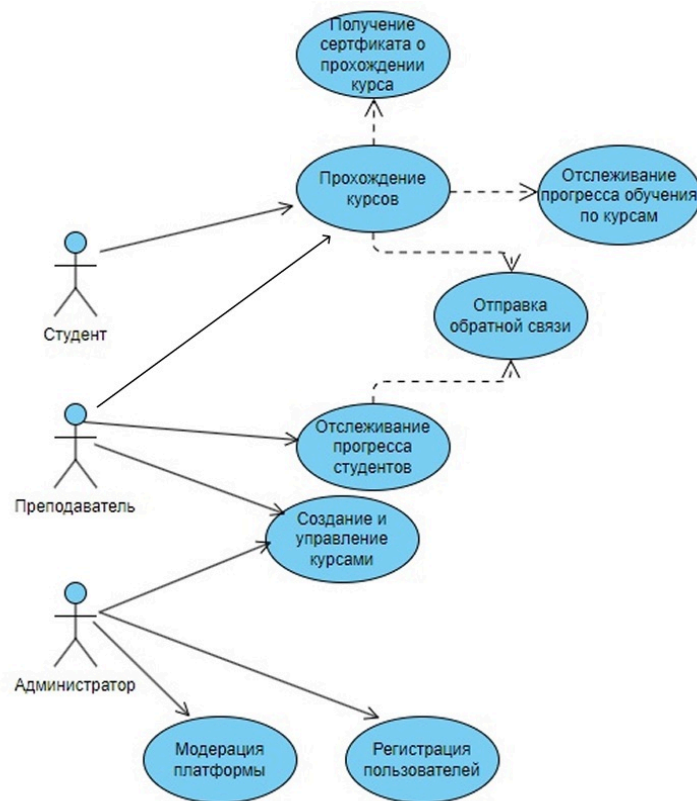 Получение
сертфиката о
прохождении
курса
Прохождение
курсов
Отслеживание
прогресса обучения
по курсам
Студент
Отправка
обратной связи
Отслеживание
прогресса
студентов
Преподаватель
Создание и
управление
курсами
Администратор
Модерация
платформы
Регистрация
пользователей